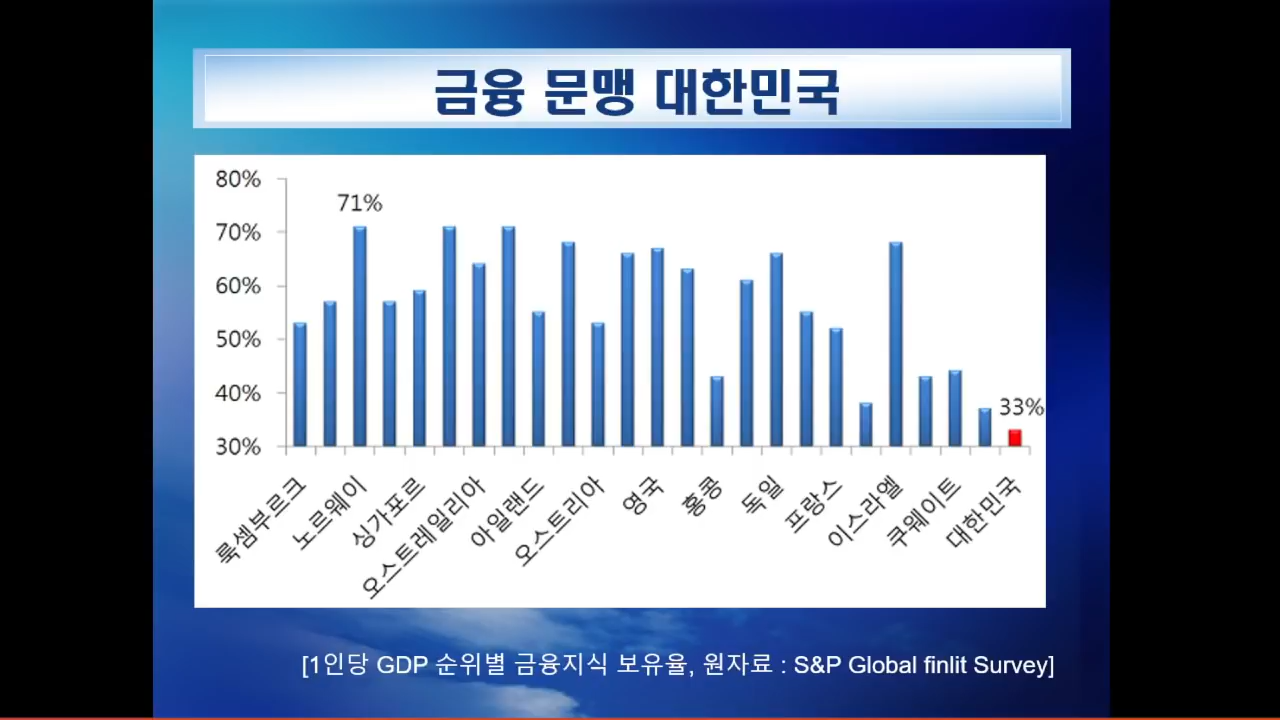 금융 문맹 대한민국
80%
71%
70%
60%
50%
40%
33%
30%
룩셈부르크
노르웨이
싱가포르
오스트레일리아
아일랜드
오스트리아
영국
홍콩
독일
프랑스
이스라엘
쿠웨이트
대한민국
[1인당 GDP 순위별 금융지식 보유율, 원자료 : S&P Global finlit Survey]